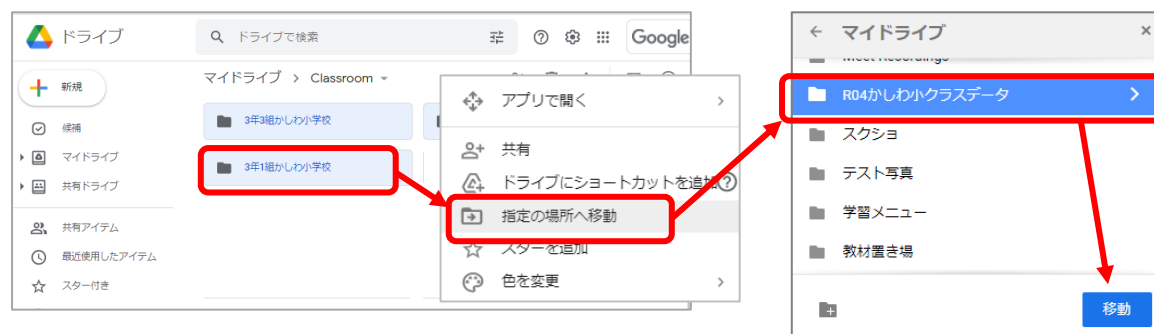 ドライブ
ドライブで検索
Google
新規
候補
マイドライブ
共有ドライブ
共有アイテム
最近使用したアイテム
スター付き
マイドライブ > Classroom
3年3組かしわ小学校
3年1組かしわ小学校
アプリで開く
共有
ドライブにショートカットを追加
指定の場所へ移動
スターを追加
色を変更
マイドライブ
Meet Recordings
R04かしわ小クラスデータ
スクショ
テスト写真
学習メニュー
教材置き場
移動